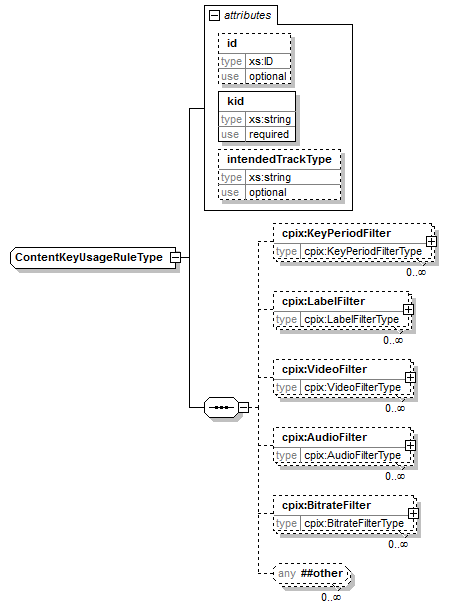 attributes
id
type xs:ID
use optional
kid
type xs:string
use required
intendedTrackType
type xs:string
use optional
ContentKeyUsageRuleType
cpix:KeyPeriodFilter
type cpix:KeyPeriodFilterType
0..∞
cpix:LabelFilter
type cpix:LabelFilterType
0..∞
cpix:VideoFilter
type cpix:VideoFilterType
0..∞
cpix:AudioFilter
type cpix:AudioFilterType
0..∞
cpix:BitrateFilter
type cpix:BitrateFilterType
0..∞
any ##other
0..∞